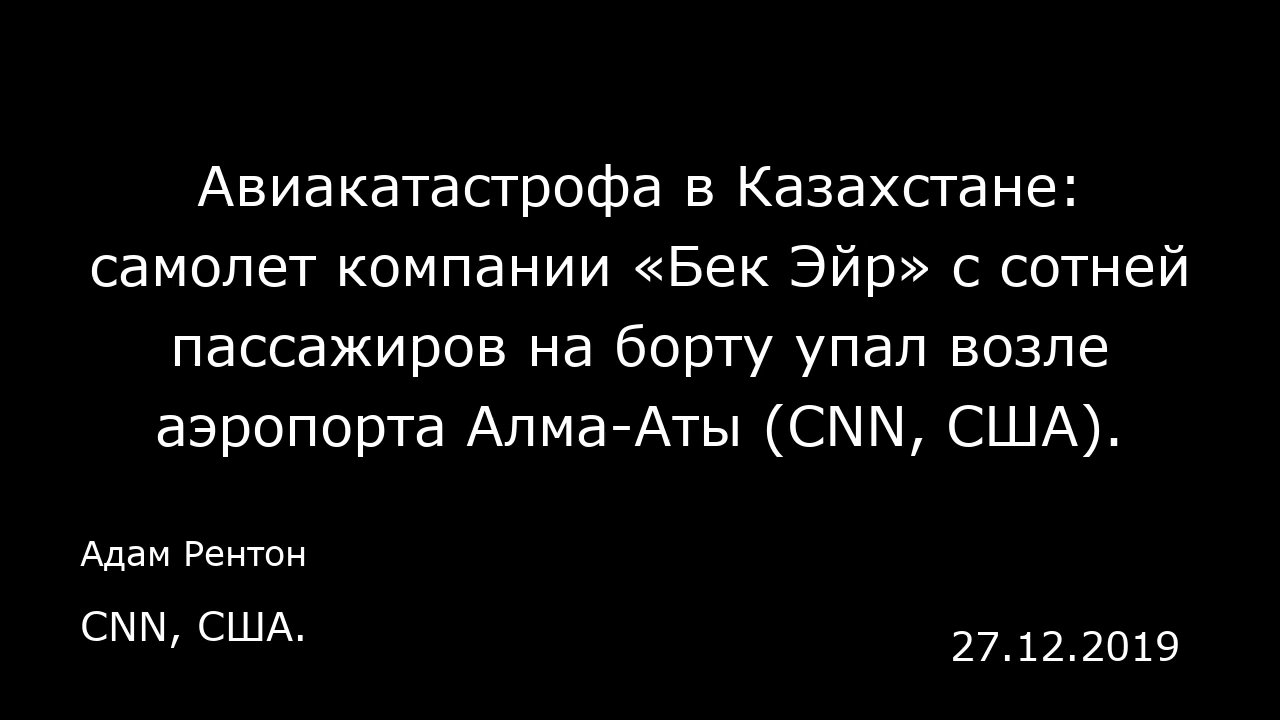 Авиакатастрофа в Казахстане:
самолет компании «Бек Эйр» с сотней
пассажиров на борту упал возле
аэропорта Алма-Аты (CNN, США).
Адам Рентон
CNN, США.
27.12.2019